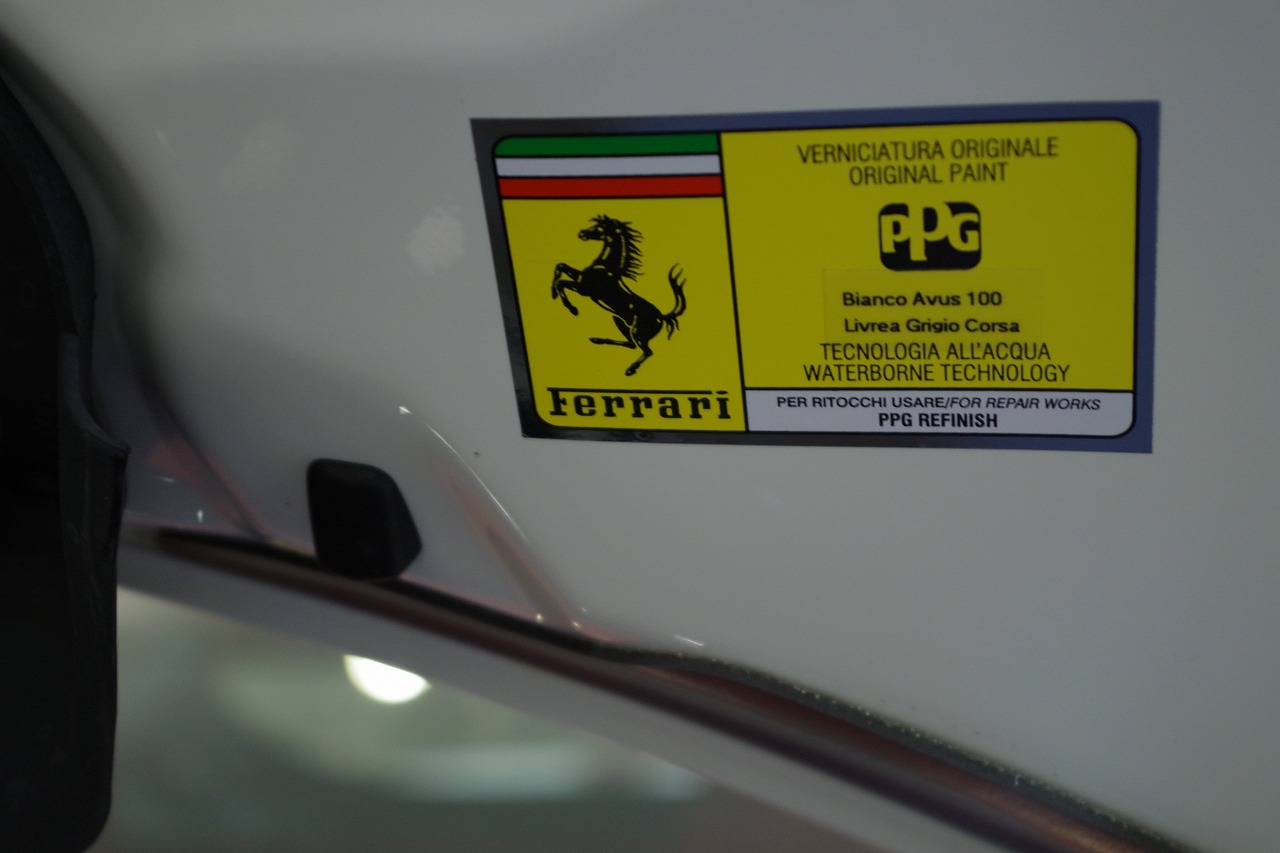 VERNICIATURA ORIGINALE
ORIGINAL PAINT
PPG
Bianco Avus 100
Livrea Grigio Corsa
TECNOLOGIA ALL'ACQUA
WATERBORNE TECHNOLOGY
Ferrari
PER RITOCCHI USARE/FOR REPAIR WORKS
PPG REFINISH